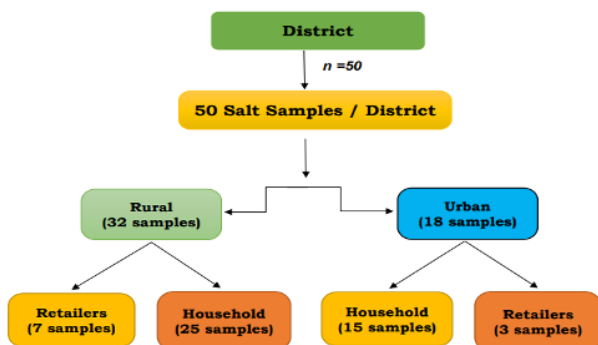 District
n =50
50 Salt Samples / District
Rural
(32 samples)
Urban
(18 samples)
Retailers
(7 samples)
Household
(25 samples)
Household
(15 samples)
Retailers
(3 samples)